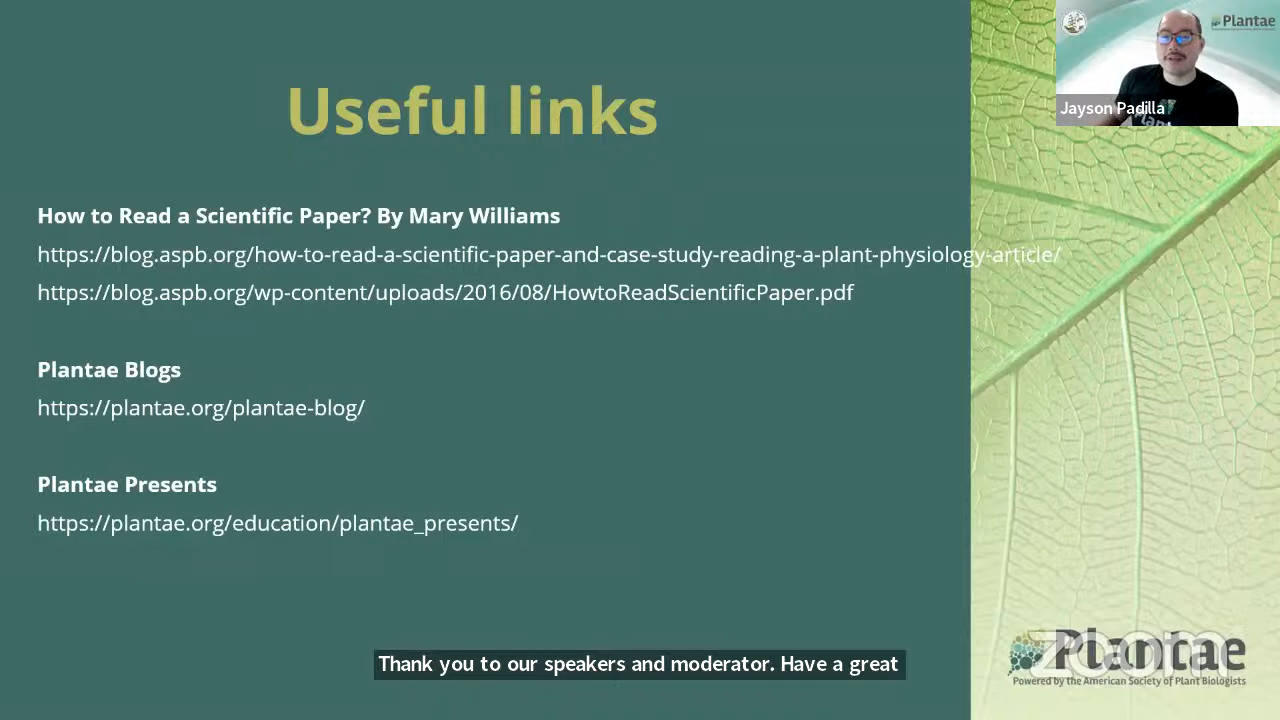 Useful links
How to Read a Scientific Paper? By Mary Williams
https://blog.aspb.org/how-to-read-a-scientific-paper-and-case-study-reading-a-plant-physiology-article/
https://blog.aspb.org/wp-content/uploads/2016/08/HowtoReadScientificPaper.pdf
Plantae Blogs
https://plantae.org/plantae-blog/
Plantae Presents
https://plantae.org/education/plantae_presents/
Plantae
Jayson Padilla
Thank you to our speakers and moderator. Have a great
Plantae
zoom
Powered by the American Society of Plant Biologists